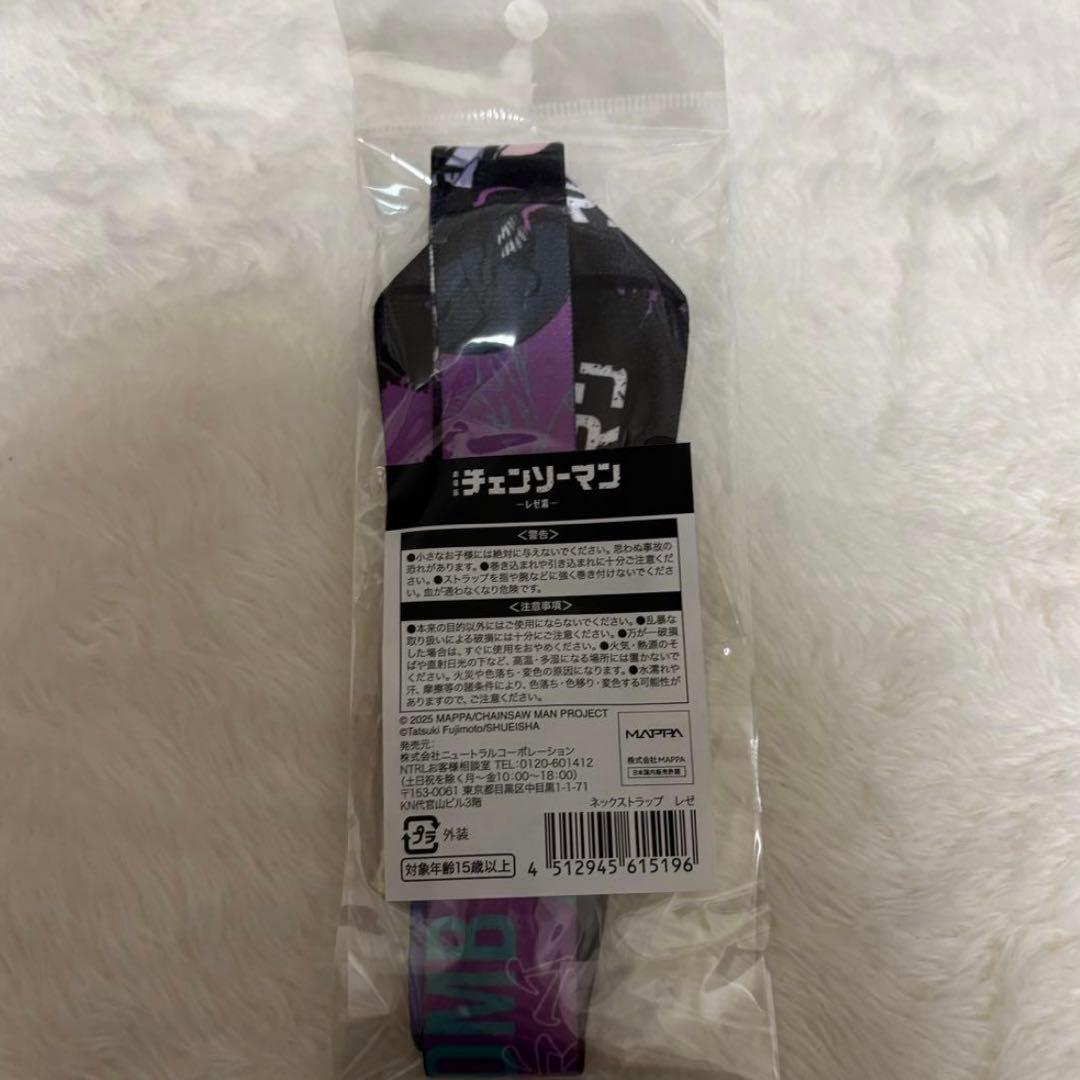 劇場版
チェンソーマン
ーレゼ篇ー
＜警告＞
●小さなお子様には絶対に与えないでください。思わぬ事故の
恐れがあります。●巻き込まれや引き込まれに十分ご注意くだ
さい。●ストラップを指や腕などに強く巻き付けないでくださ
い。血が通わなくなり危険です。
＜注意事項＞
●本来の目的以外にはご使用にならないでください。●乱暴な
取り扱いによる破損には十分にご注意ください。●万が一破損
した場合は、すぐに使用をおやめください。●火気・熱源のそ
ばや直射日光の下など、高温・多湿になる場所には置かないで
ください。火災や色落ち・変色の原因になります。●水濡れや
汗、摩擦等の諸条件により、色落ち・色移り・変色する可能性が
ありますので、ご注意ください。
© 2025 MAPPA/CHAINSAW MAN PROJECT
©Tatsuki Fujimoto/SHUEISHA
発売元：
株式会社ニュートラルコーポレーション
NTRLお客様相談室 TEL：0120-601412
（土日祝を除く月〜金10：00〜18：00）
〒153-0061 東京都目黒区中目黒1-1-71
KN代官山ビル3階
MAPPA
株式会社MAPPA
日本国内販売許諾
ネックストラップ レゼ
プラ 外装
対象年齢15歳以上
4 512945 615196
OMB